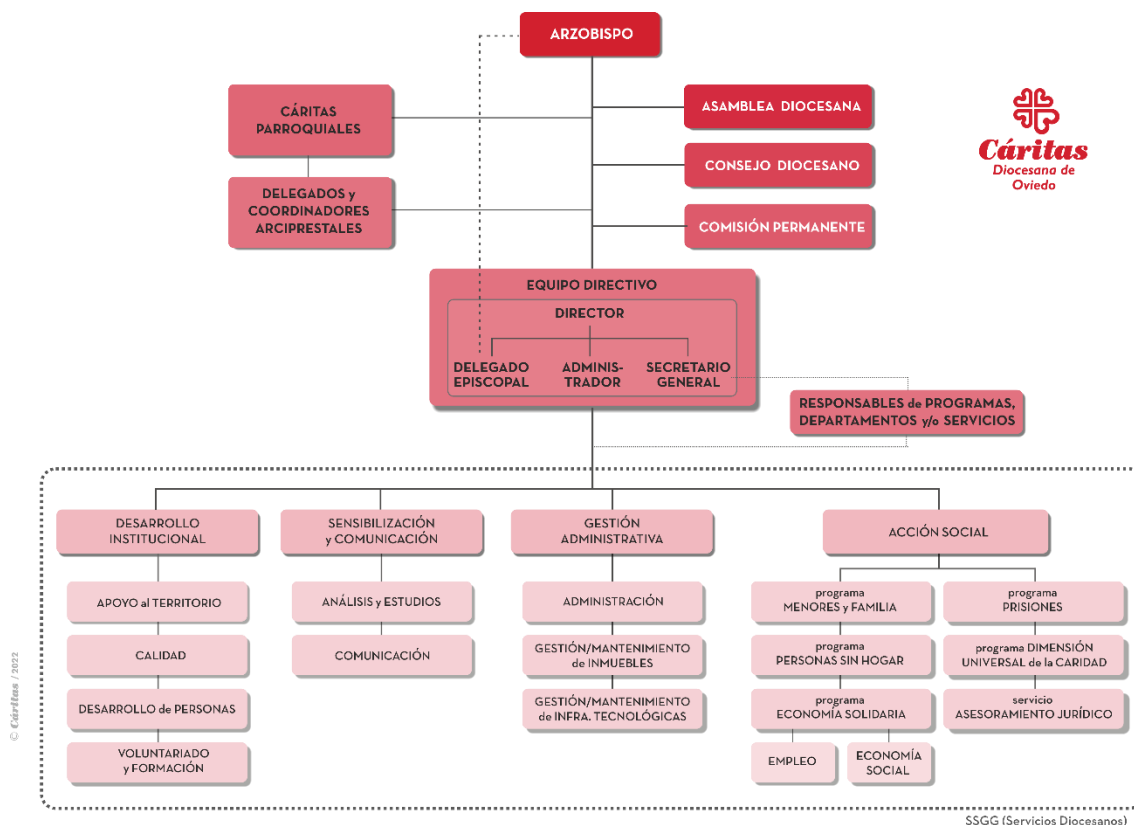 ARZOBISPO
CÁRITAS
PARROQUIALES
DELEGADOS y
COORDINADORES
ARCIPRESTALES
ASAMBLEA DIOCESANA
CONSEJO DIOCESANO
COMISIÓN PERMANENTE
Cáritas
Diocesana de
Oviedo
EQUIPO DIRECTIVO
DIRECTOR
DELEGADO
EPISCOPAL
ADMINIS-
TRADOR
SECRETARIO
GENERAL
RESPONSABLES de PROGRAMAS,
DEPARTAMENTOS y/o SERVICIOS
DESARROLLO
INSTITUCIONAL
APOYO al TERRITORIO
CALIDAD
DESARROLLO de PERSONAS
VOLUNTARIADO
y FORMACIÓN
SENSIBILIZACIÓN
y COMUNICACIÓN
ANÁLISIS y ESTUDIOS
COMUNICACIÓN
GESTIÓN
ADMINISTRATIVA
ADMINISTRACIÓN
GESTIÓN/MANTENIMIENTO
de INMUEBLES
GESTIÓN/MANTENIMIENTO
de INFRA. TECNOLÓGICAS
ACCIÓN SOCIAL
programa
MENORES y FAMILIA
programa
PERSONAS SIN HOGAR
programa
ECONOMÍA SOLIDARIA
EMPLEO
ECONOMÍA
SOCIAL
programa
PRISIONES
programa DIMENSIÓN
UNIVERSAL de la CARIDAD
servicio
ASESORAMIENTO JURÍDICO
© Cáritas / 2022
SSGG (Servicios Diocesanos)